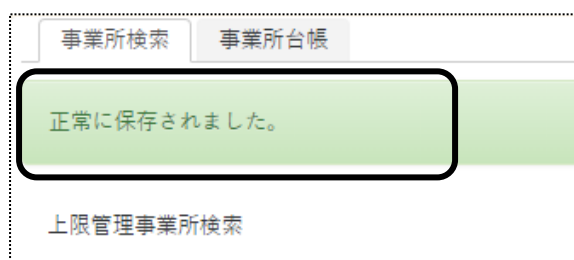 事業所検索 事業所台帳
正常に保存されました。
上限管理事業所検索